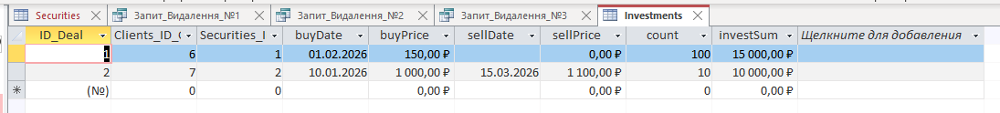 Securities Запит_Видалення_№1 Запит_Видалення_№2 Запит_Видалення_№3 Investments
ID_Deal Clients_ID_C Securities_I buyDate buyPrice sellDate sellPrice count investSum Щелкните для добавления
1 6 1 01.02.2026 150,00 ₽ 0,00 ₽ 100 15 000,00 ₽
2 7 2 10.01.2026 1 000,00 ₽ 15.03.2026 1 100,00 ₽ 10 10 000,00 ₽
* (№) 0 0 0,00 ₽ 0,00 ₽ 0 0,00 ₽